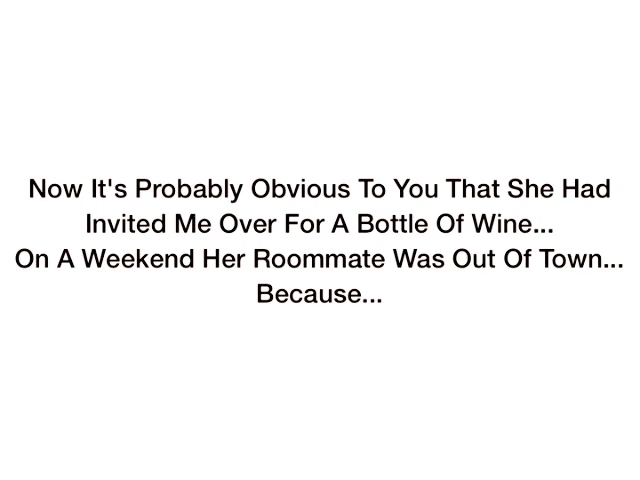 Now It's Probably Obvious To You That She Had
Invited Me Over For A Bottle Of Wine...
On A Weekend Her Roommate Was Out Of Town...
Because...